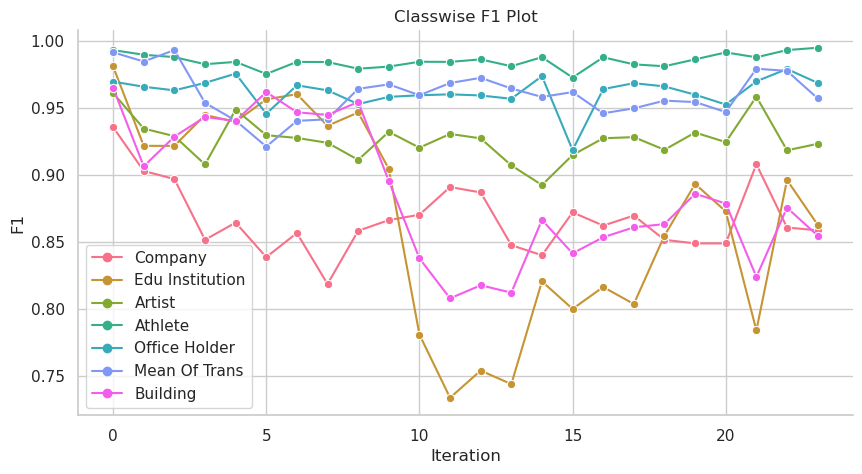 Classwise F1 Plot
1.00
0.95
0.90
0.85
0.80
0.75
F1
Company
Edu Institution
Artist
Athlete
Office Holder
Mean Of Trans
Building
0 5 10 15 20
Iteration